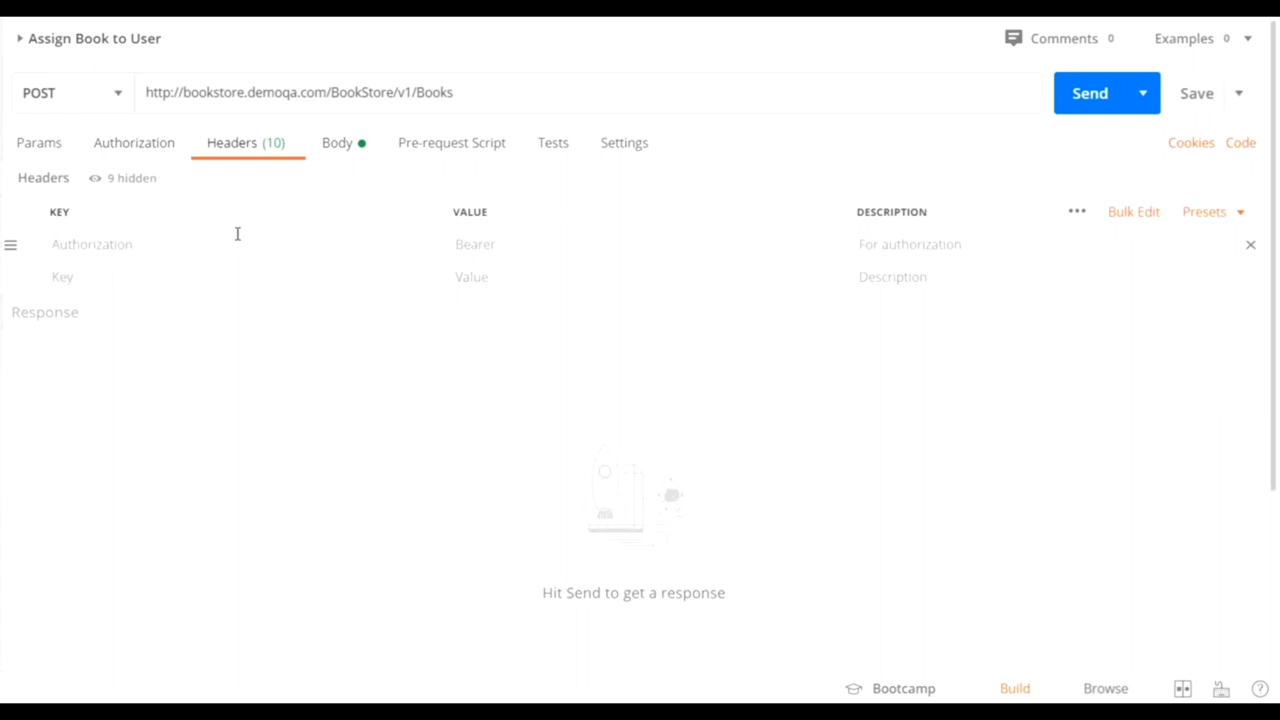 Assign Book to User
Comments 0
Examples 0
POST
http://bookstore.demoqa.com/BookStore/v1/Books
Send
Save
Params
Authorization
Headers (10)
Body
Pre-request Script
Tests
Settings
Cookies
Code
Headers
9 hidden
KEY
VALUE
DESCRIPTION
Bulk Edit
Presets
Authorization
Bearer
For authorization
Key
Value
Description
Response
Hit Send to get a response
Bootcamp
Build
Browse